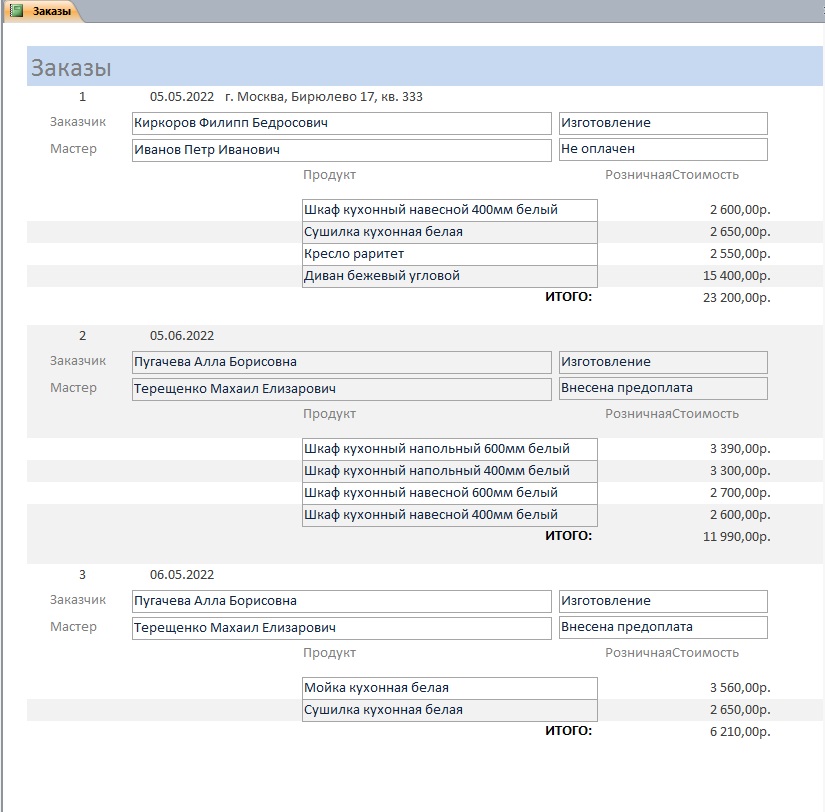 Заказы
Заказы
1 05.05.2022 г. Москва, Бирюлево 17, кв. 333
Заказчик Киркоров Филипп Бедросович Изготовление
Мастер Иванов Петр Иванович Не оплачен
Продукт РозничнаяСтоимость
Шкаф кухонный навесной 400мм белый 2 600,00р.
Сушилка кухонная белая 2 650,00р.
Кресло раритет 2 550,00р.
Диван бежевый угловой 15 400,00р.
ИТОГО: 23 200,00р.
2 05.06.2022
Заказчик Пугачева Алла Борисовна Изготовление
Мастер Терещенко Махаил Елизарович Внесена предоплата
Продукт РозничнаяСтоимость
Шкаф кухонный напольный 600мм белый 3 390,00р.
Шкаф кухонный напольный 400мм белый 3 300,00р.
Шкаф кухонный навесной 600мм белый 2 700,00р.
Шкаф кухонный навесной 400мм белый 2 600,00р.
ИТОГО: 11 990,00р.
3 06.05.2022
Заказчик Пугачева Алла Борисовна Изготовление
Мастер Терещенко Махаил Елизарович Внесена предоплата
Продукт РозничнаяСтоимость
Мойка кухонная белая 3 560,00р.
Сушилка кухонная белая 2 650,00р.
ИТОГО: 6 210,00р.